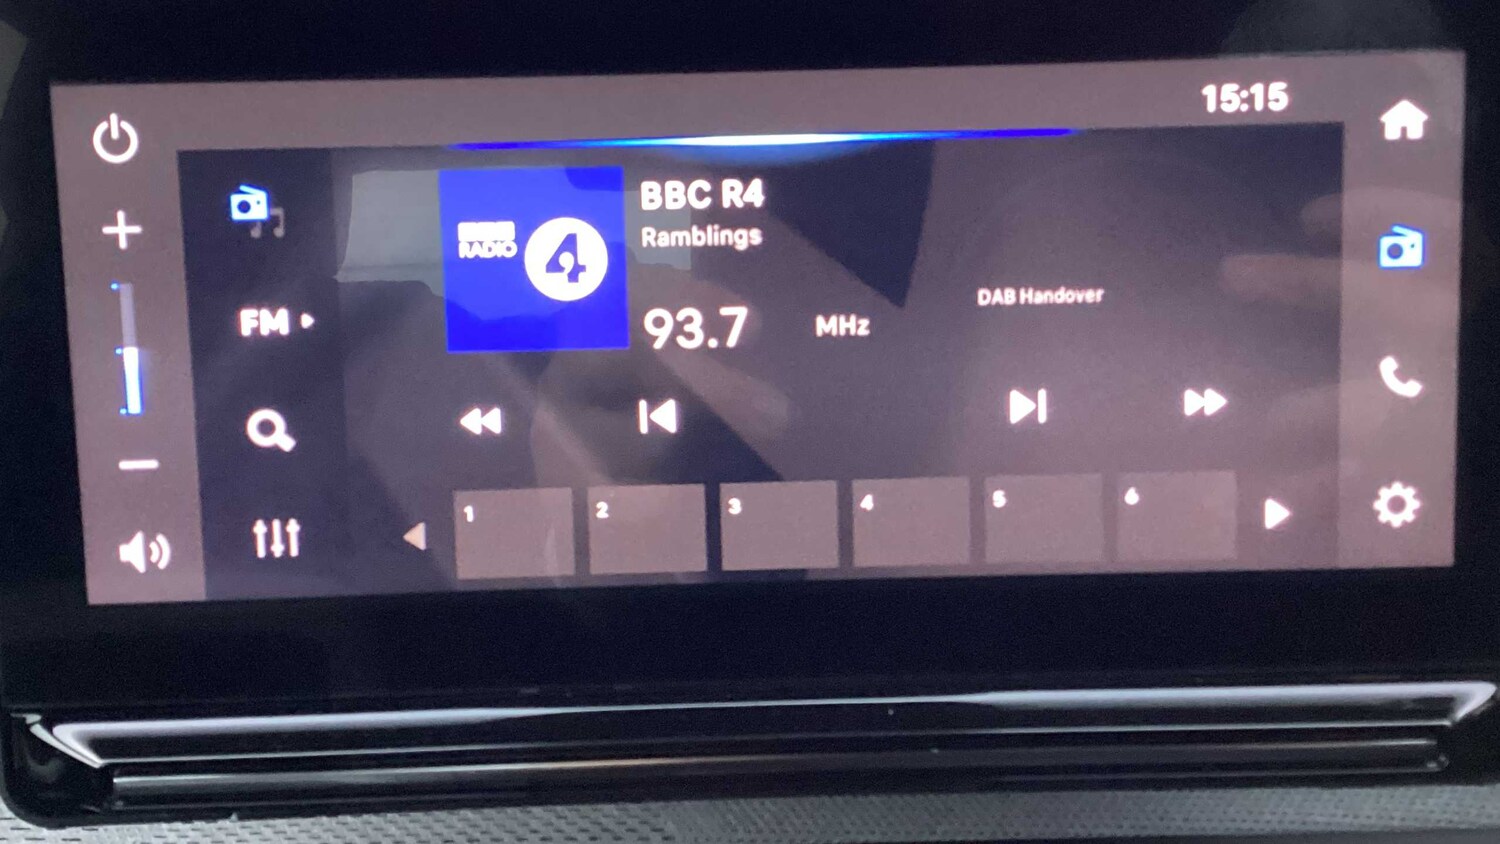 15:15
BBC R4
Ramblings
RADIO 4
FM
93.7 MHz
DAB Handover
1 2 3 4 5 6